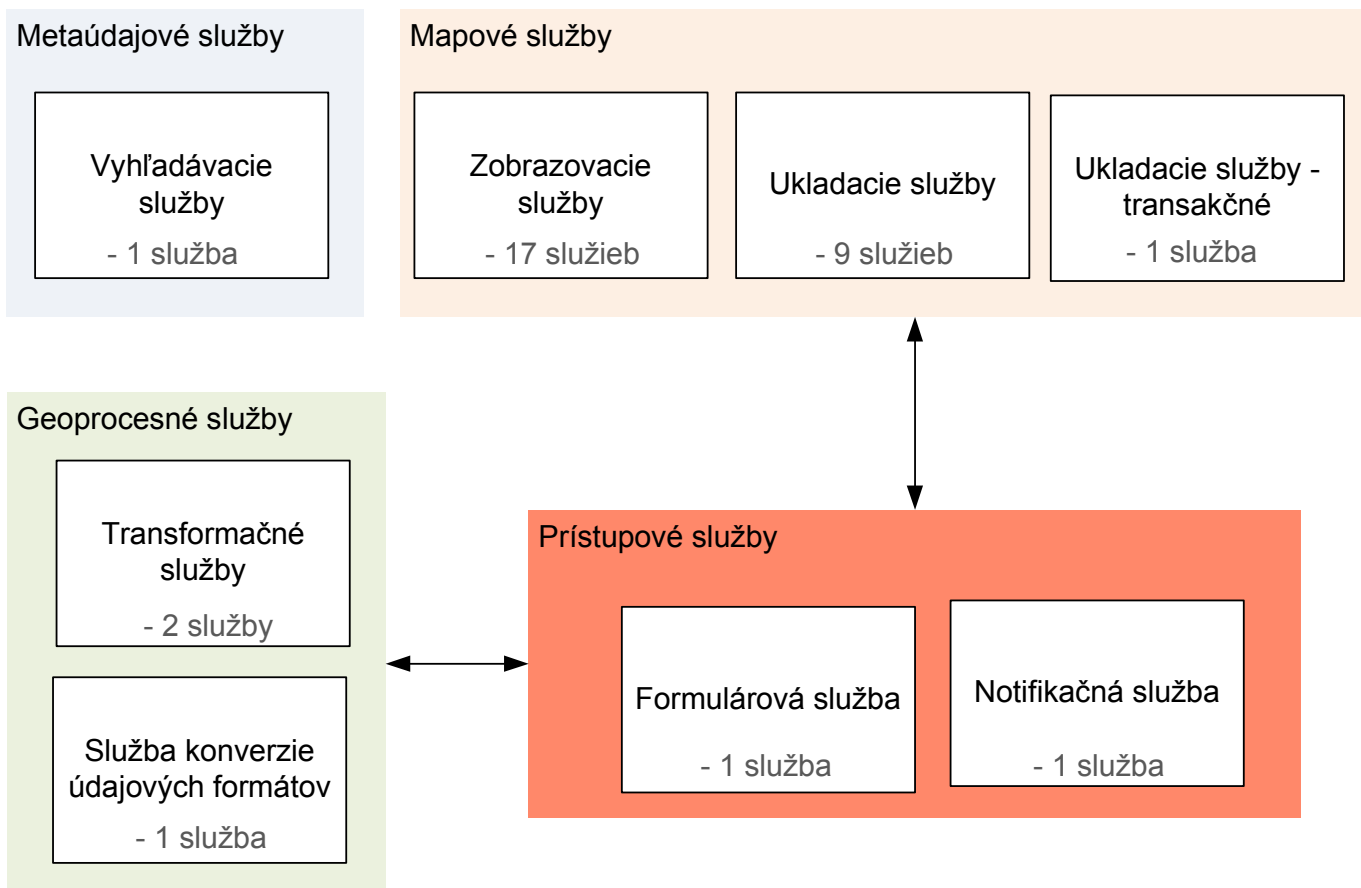 Metaúdajové služby
Vyhľadávacie
služby
- 1 služba
Mapové služby
Zobrazovacie
služby
- 17 služieb
Ukladacie služby
- 9 služieb
Ukladacie služby -
transakčné
- 1 služba
Geoprocesné služby
Transformačné
služby
- 2 služby
Služba konverzie
údajových formátov
- 1 služba
Prístupové služby
Formulárová služba
- 1 služba
Notifikačná služba
- 1 služba